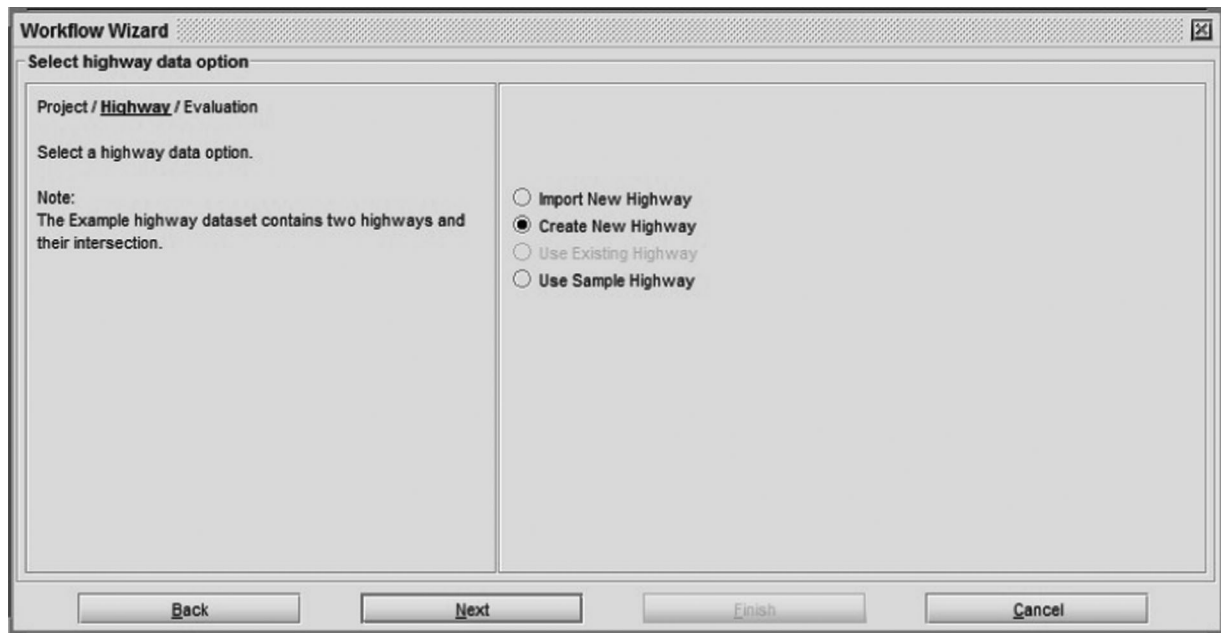 Workflow Wizard
Select highway data option
Project / Highway / Evaluation
Select a highway data option.
Note:
The Example highway dataset contains two highways and
their intersection.
Import New Highway
Create New Highway
Use Existing Highway
Use Sample Highway
Back
Next
Finish
Cancel